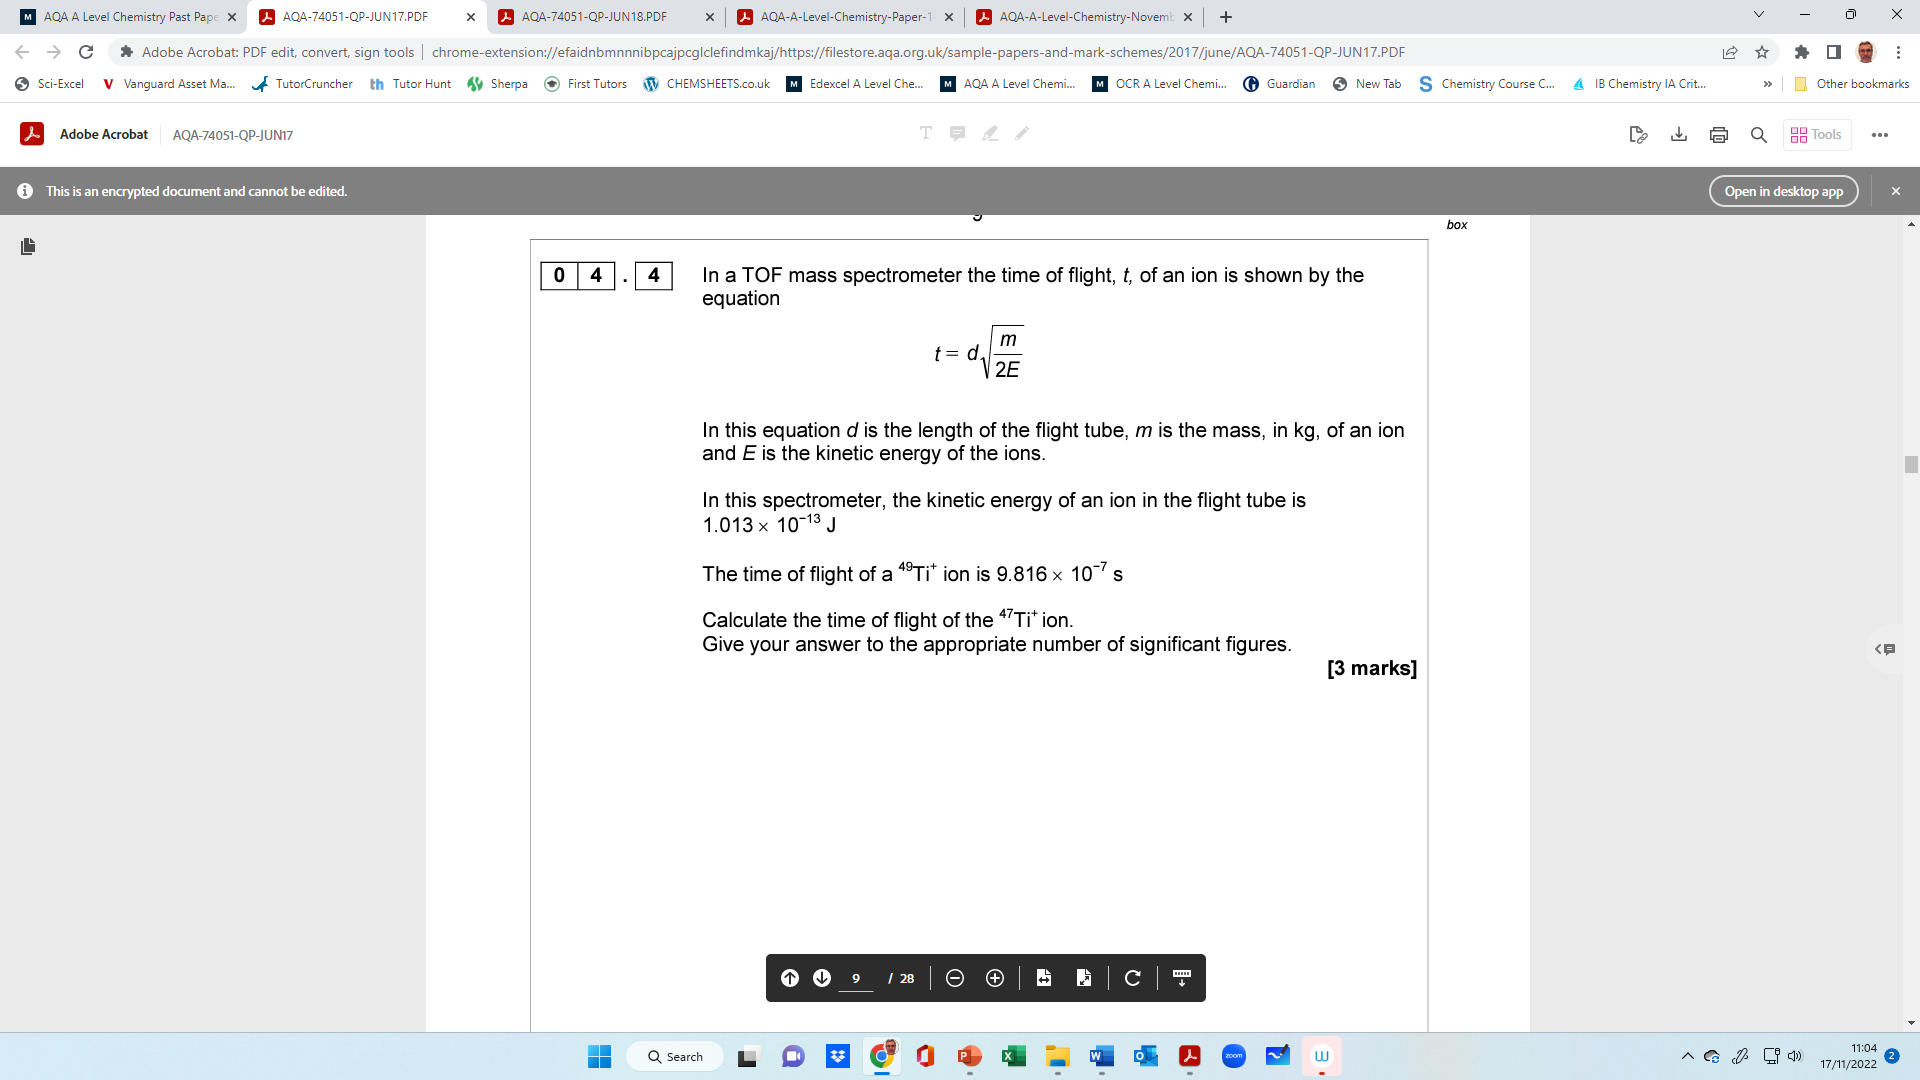 AQA A Level Chemistry Past Pape
AQA-74051-QP-JUN17.PDF
AQA-74051-QP-JUN18.PDF
AQA-A-Level-Chemistry-Paper-1
AQA-A-Level-Chemistry-Novemb
Adobe Acrobat: PDF edit, convert, sign tools | chrome-extension://efaidnbmnnnibpcajpcglclefindmkaj/https://filestore.aqa.org.uk/sample-papers-and-mark-schemes/2017/june/AQA-74051-QP-JUN17.PDF
Sci-Excel Vanguard Asset Ma... TutorCruncher Tutor Hunt Sherpa First Tutors CHEMSHEETS.co.uk Edexcel A Level Che... AQA A Level Chemi... OCR A Level Chemi... Guardian New Tab Chemistry Course C... IB Chemistry IA Crit... » Other bookmarks
Adobe Acrobat AQA-74051-QP-JUN17 Tools
This is an encrypted document and cannot be edited. Open in desktop app
box
0 4 . 4 In a TOF mass spectrometer the time of flight, t, of an ion is shown by the
equation
t = d√(m/2E)
In this equation d is the length of the flight tube, m is the mass, in kg, of an ion
and E is the kinetic energy of the ions.
In this spectrometer, the kinetic energy of an ion in the flight tube is
1.013 × 10⁻¹³ J
The time of flight of a ⁴⁹Ti⁺ ion is 9.816 × 10⁻⁷ s
Calculate the time of flight of the ⁴⁷Ti⁺ ion.
Give your answer to the appropriate number of significant figures.
[3 marks]
9 / 28
Search
zoom
11:04
17/11/2022
2